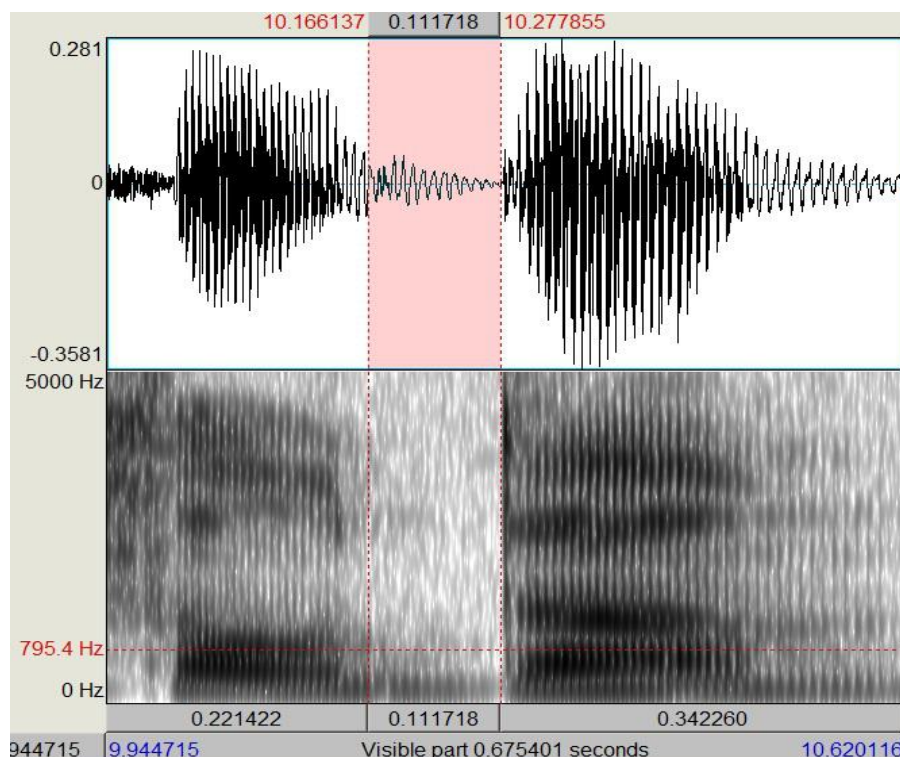 10.166137 0.111718 10.277855
0.281
0
-0.3581
5000 Hz
795.4 Hz
0 Hz
0.221422 0.111718 0.342260
944715 9.944715 Visible part 0.675401 seconds 10.620116